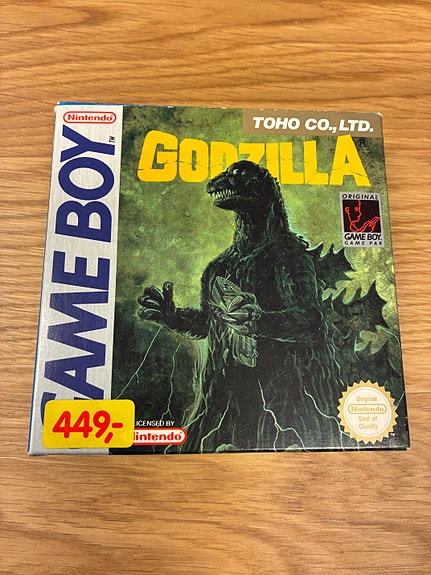 Nintendo
GAME BOY
TM
TOHO CO., LTD.
GODZILLA
ORIGINAL
GAME BOY
GAME PAK
449,-
LICENSED BY
Nintendo
Original
Nintendo
Seal of
Quality